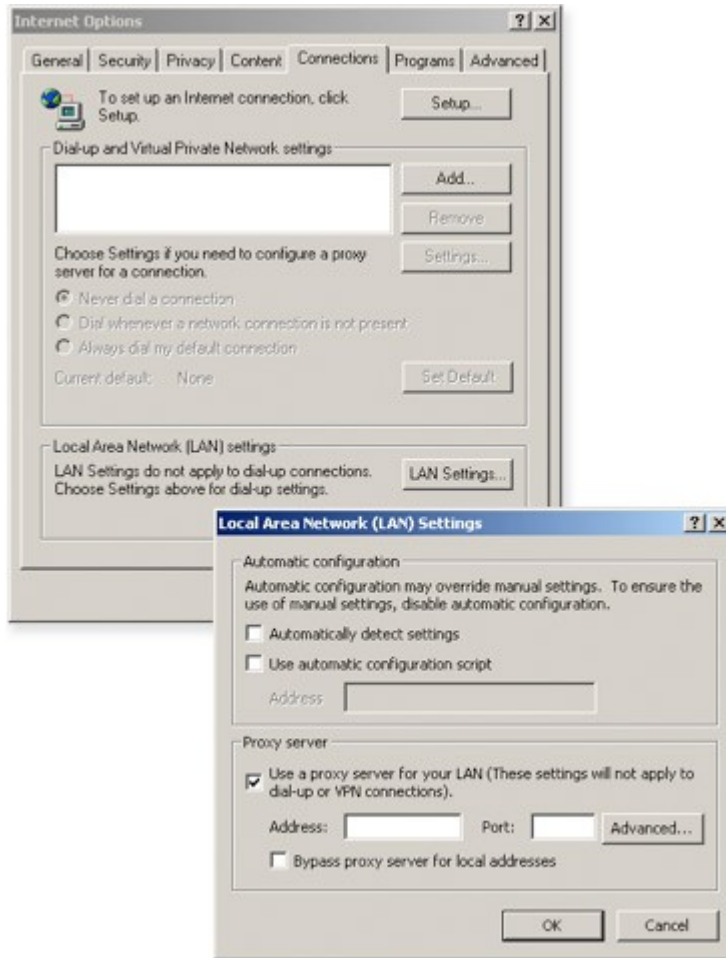 Internet Options
General Security Privacy Content Connections Programs Advanced
To set up an Internet connection, click
Setup.
Setup...
Dial-up and Virtual Private Network settings
Add...
Remove
Choose Settings if you need to configure a proxy
server for a connection.
Settings...
Never dial a connection
Dial whenever a network connection is not present
Always dial my default connection
Current default: None
Set Default
Local Area Network (LAN) settings
LAN Settings do not apply to dial-up connections.
Choose Settings above for dial-up settings.
LAN Settings...
Local Area Network (LAN) Settings
Automatic configuration
Automatic configuration may override manual settings. To ensure the
use of manual settings, disable automatic configuration.
Automatically detect settings
Use automatic configuration script
Address
Proxy server
Use a proxy server for your LAN (These settings will not apply to
dial-up or VPN connections).
Address: Port: Advanced...
Bypass proxy server for local addresses
OK Cancel